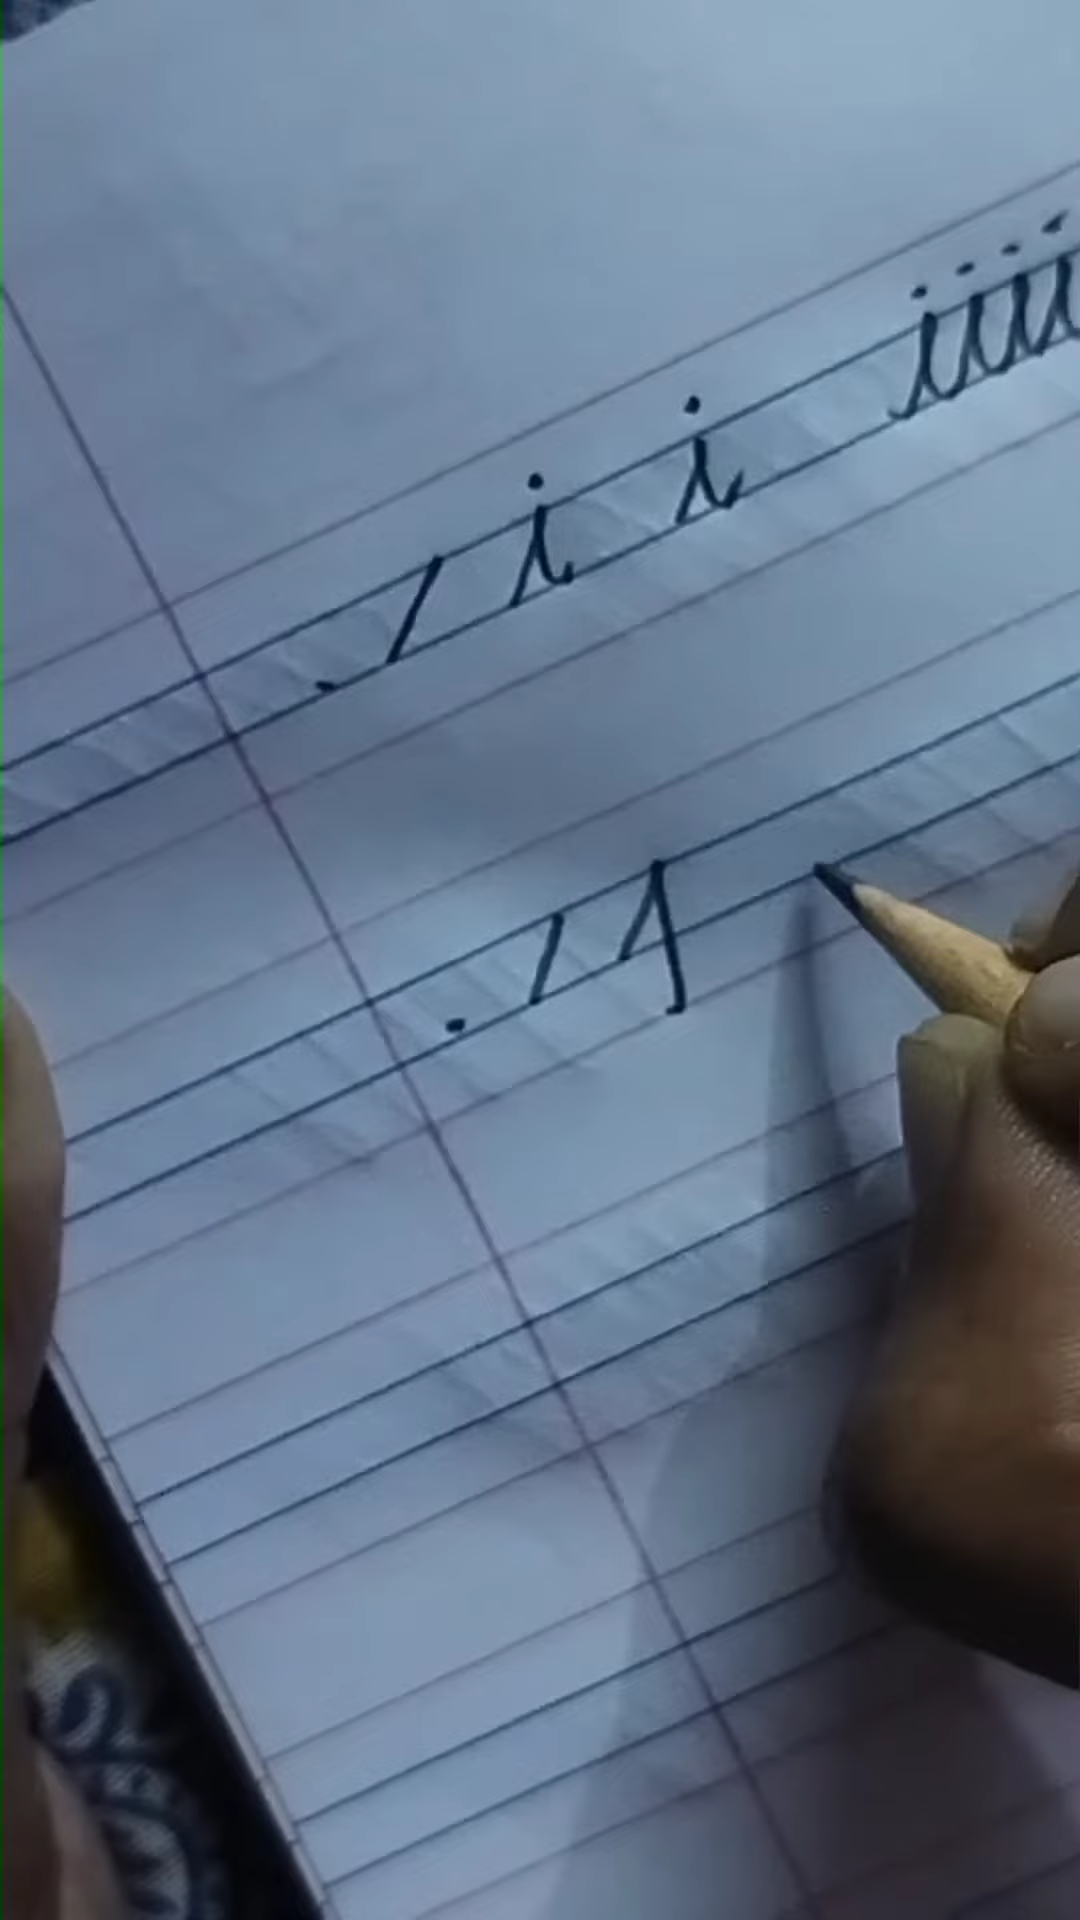 . / i i iiii
. /